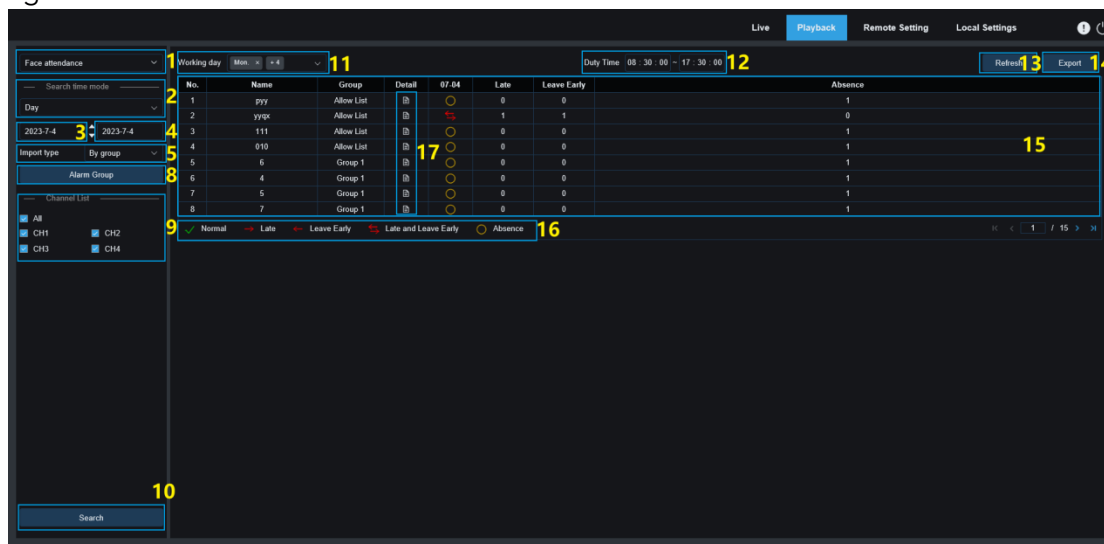 Live Playback Remote Setting Local Settings
Face attendance 1 Working day Mon. × + 4 11 Duty Time 08 : 30 : 00 ~ 17 : 30 : 00 12 Refresh 13 Export 14
Search time mode 2
Day
2023-7-4 3 2023-7-4 4
Import type By group 5
Alarm Group 8
Channel List
All
CH1 CH2 9
CH3 CH4
10
Search
No. Name Group Detail 07-04 Late Leave Early Absence
1 pyy Allow List 0 0 1
2 yyqx Allow List 1 1 0
3 111 Allow List 0 0 1 15
4 010 Allow List 17 0 0 1
5 6 Group 1 0 0 1
6 4 Group 1 0 0 1
7 5 Group 1 0 0 1
8 7 Group 1 0 0 1
Normal Late Leave Early Late and Leave Early Absence 16 1 / 15